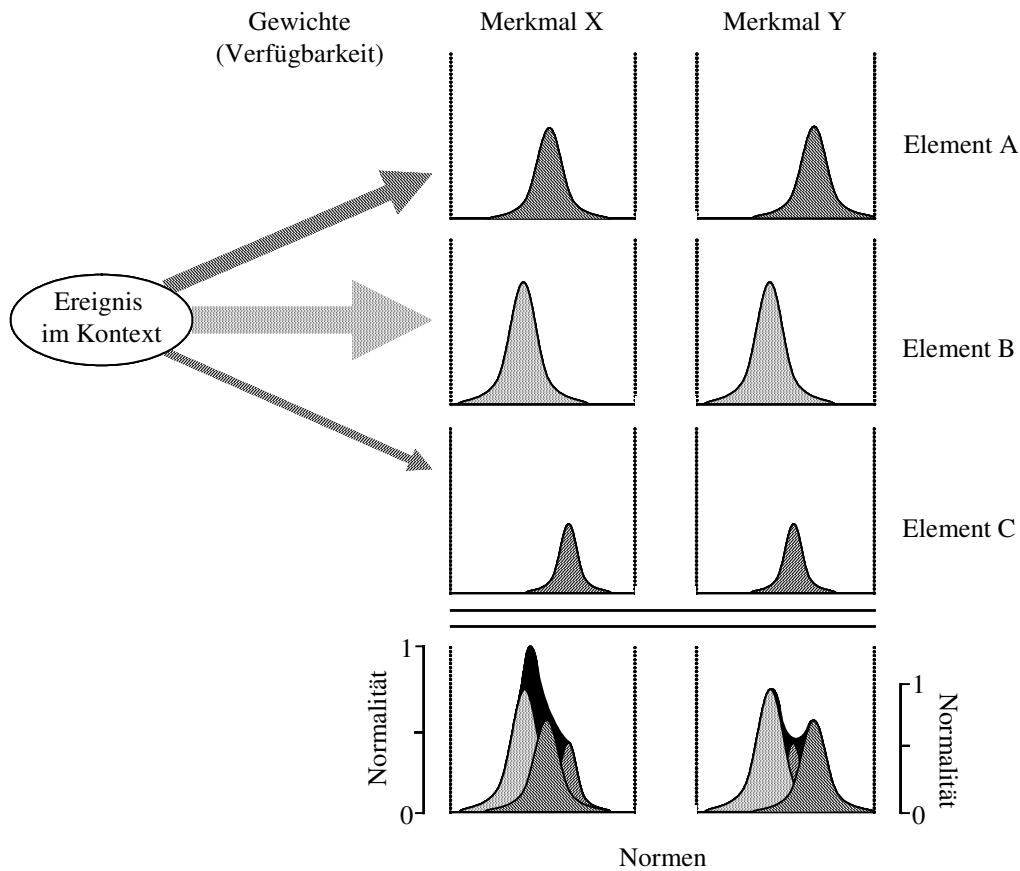 Gewichte
(Verfügbarkeit)
Merkmal X
Merkmal Y
Element A
Ereignis
im Kontext
Element B
Element C
1
0
Normalität
1
0
Normalität
Normen